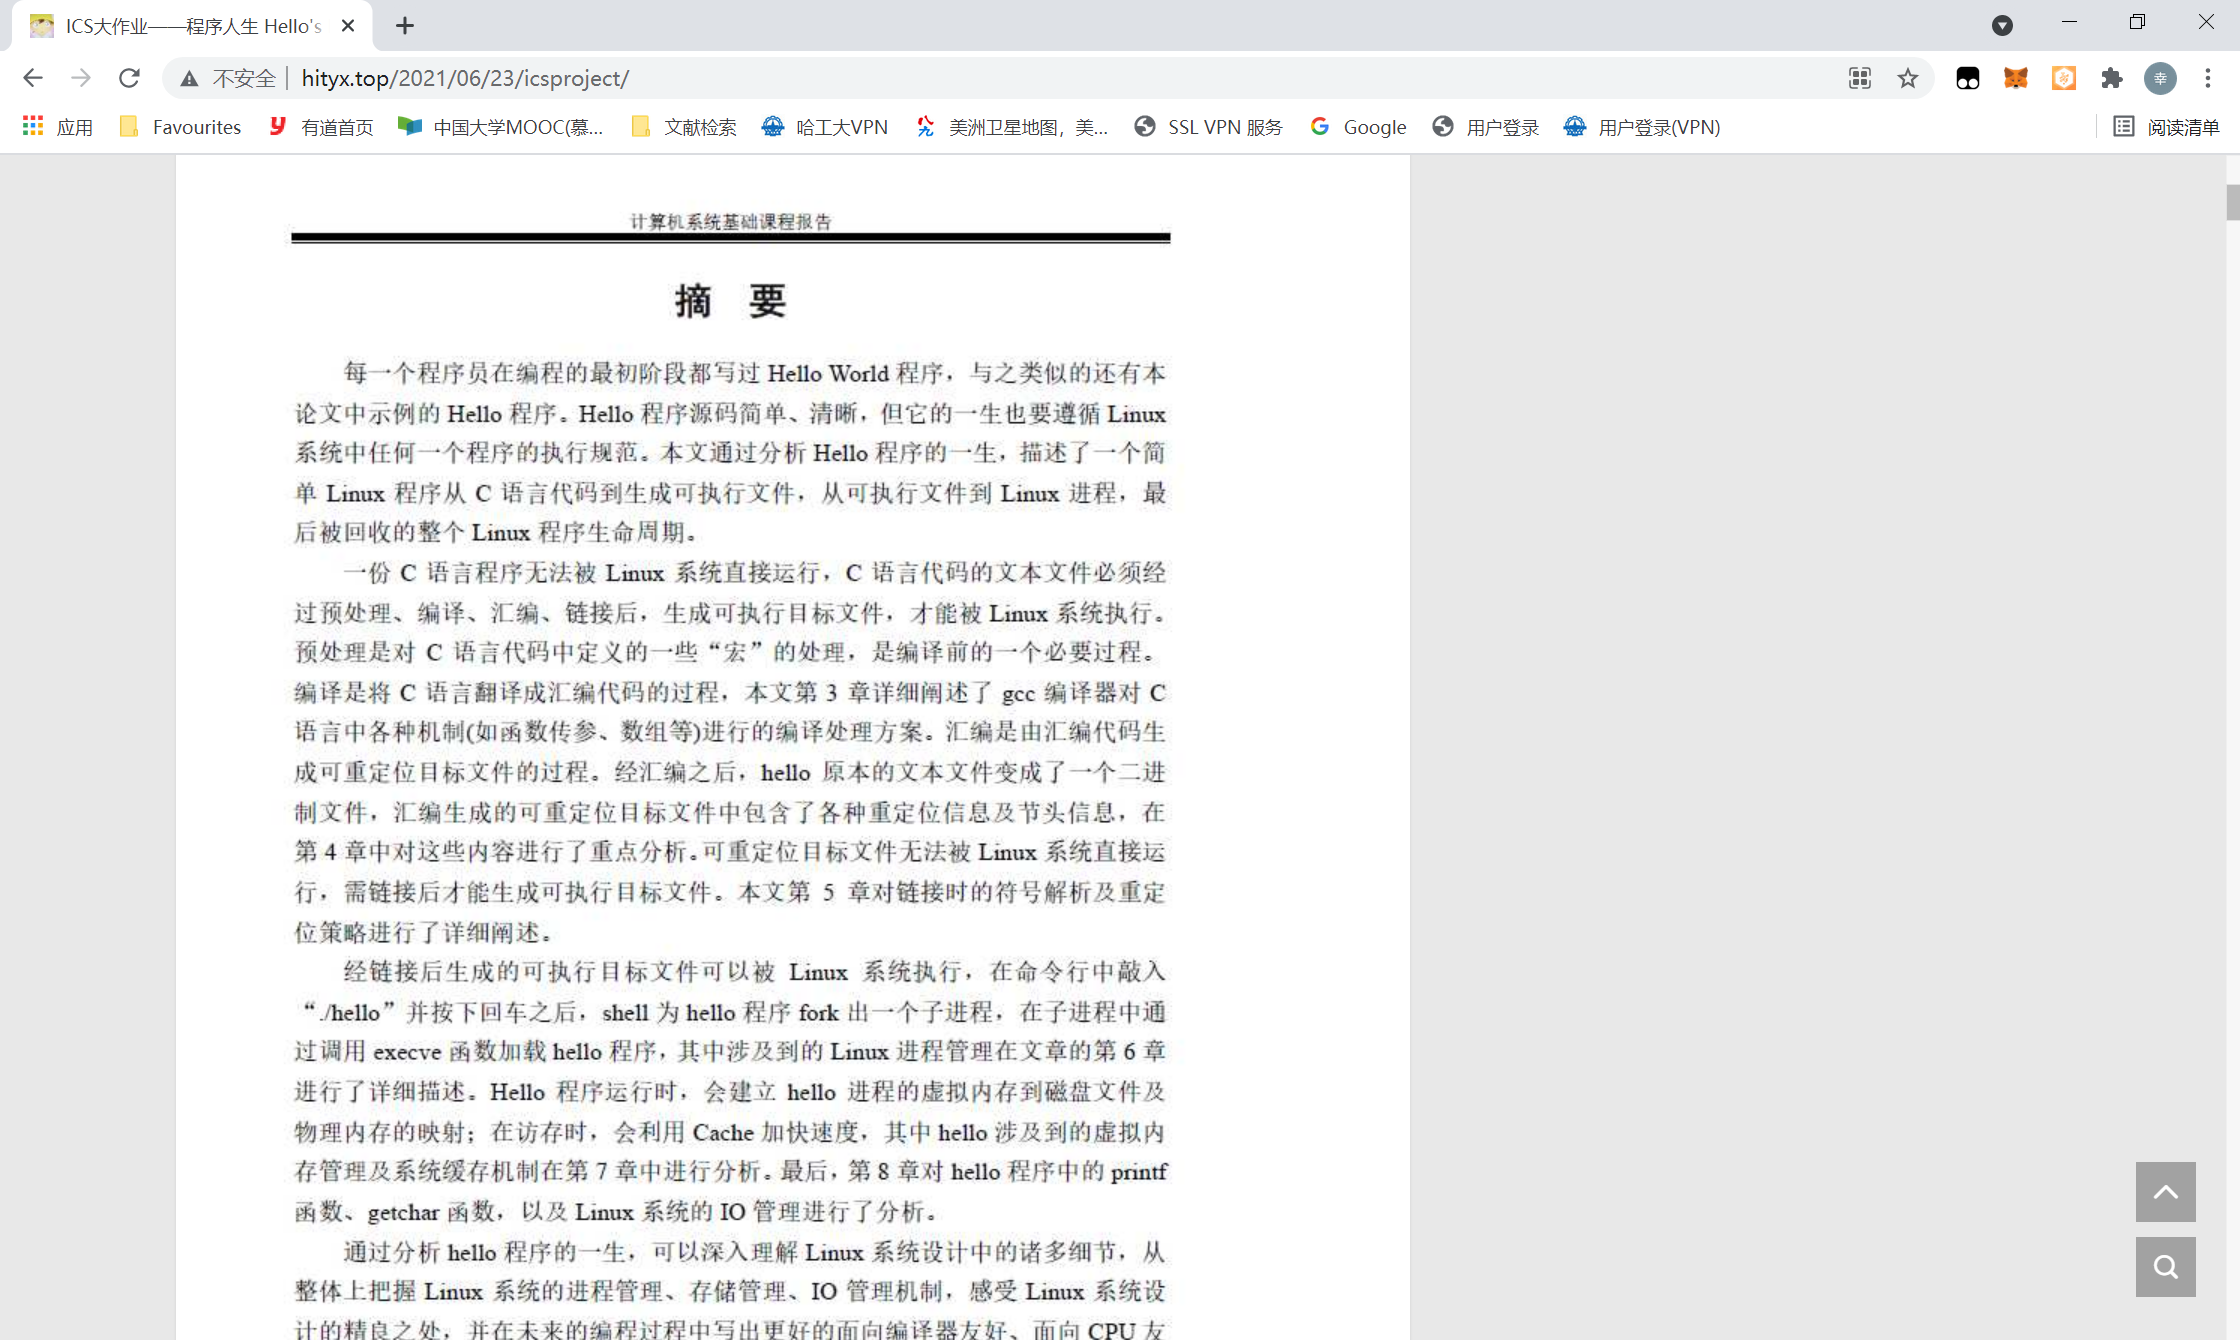 ICS大作业——程序人生 Hello's
不安全 hityx.top/2021/06/23/icsproject/
幸
应用 Favourites 有道首页 中国大学MOOC(慕... 文献检索 哈工大VPN 美洲卫星地图，美... SSL VPN 服务 Google 用户登录 用户登录(VPN) 阅读清单
计算机系统基础课程报告
摘 要
每一个程序员在编程的最初阶段都写过 Hello World 程序，与之类似的还有本
论文中示例的 Hello 程序。Hello 程序源码简单、清晰，但它的一生也要遵循 Linux
系统中任何一个程序的执行规范。本文通过分析 Hello 程序的一生，描述了一个简
单 Linux 程序从 C 语言代码到生成可执行文件，从可执行文件到 Linux 进程，最
后被回收的整个 Linux 程序生命周期。
一份 C 语言程序无法被 Linux 系统直接运行，C 语言代码的文本文件必须经
过预处理、编译、汇编、链接后，生成可执行目标文件，才能被 Linux 系统执行。
预处理是对 C 语言代码中定义的一些“宏”的处理，是编译前的一个必要过程。
编译是将 C 语言翻译成汇编代码的过程，本文第 3 章详细阐述了 gcc 编译器对 C
语言中各种机制(如函数传参、数组等)进行的编译处理方案。汇编是由汇编代码生
成可重定位目标文件的过程。经汇编之后，hello 原本的文本文件变成了一个二进
制文件，汇编生成的可重定位目标文件中包含了各种重定位信息及节头信息，在
第 4 章中对这些内容进行了重点分析。可重定位目标文件无法被 Linux 系统直接运
行，需链接后才能生成可执行目标文件。本文第 5 章对链接时的符号解析及重定
位策略进行了详细阐述。
经链接后生成的可执行目标文件可以被 Linux 系统执行，在命令行中敲入
“./hello”并按下回车之后，shell 为 hello 程序 fork 出一个子进程，在子进程中通
过调用 execve 函数加载 hello 程序，其中涉及到的 Linux 进程管理在文章的第 6 章
进行了详细描述。Hello 程序运行时，会建立 hello 进程的虚拟内存到磁盘文件及
物理内存的映射；在访存时，会利用 Cache 加快速度，其中 hello 涉及到的虚拟内
存管理及系统缓存机制在第 7 章中进行分析。最后，第 8 章对 hello 程序中的 printf
函数、getchar 函数，以及 Linux 系统的 IO 管理进行了分析。
通过分析 hello 程序的一生，可以深入理解 Linux 系统设计中的诸多细节，从
整体上把握 Linux 系统的进程管理、存储管理、IO 管理机制，感受 Linux 系统设
计的精良之处，并在未来的编程过程中写出更好的面向编译器友好、面向 CPU 友